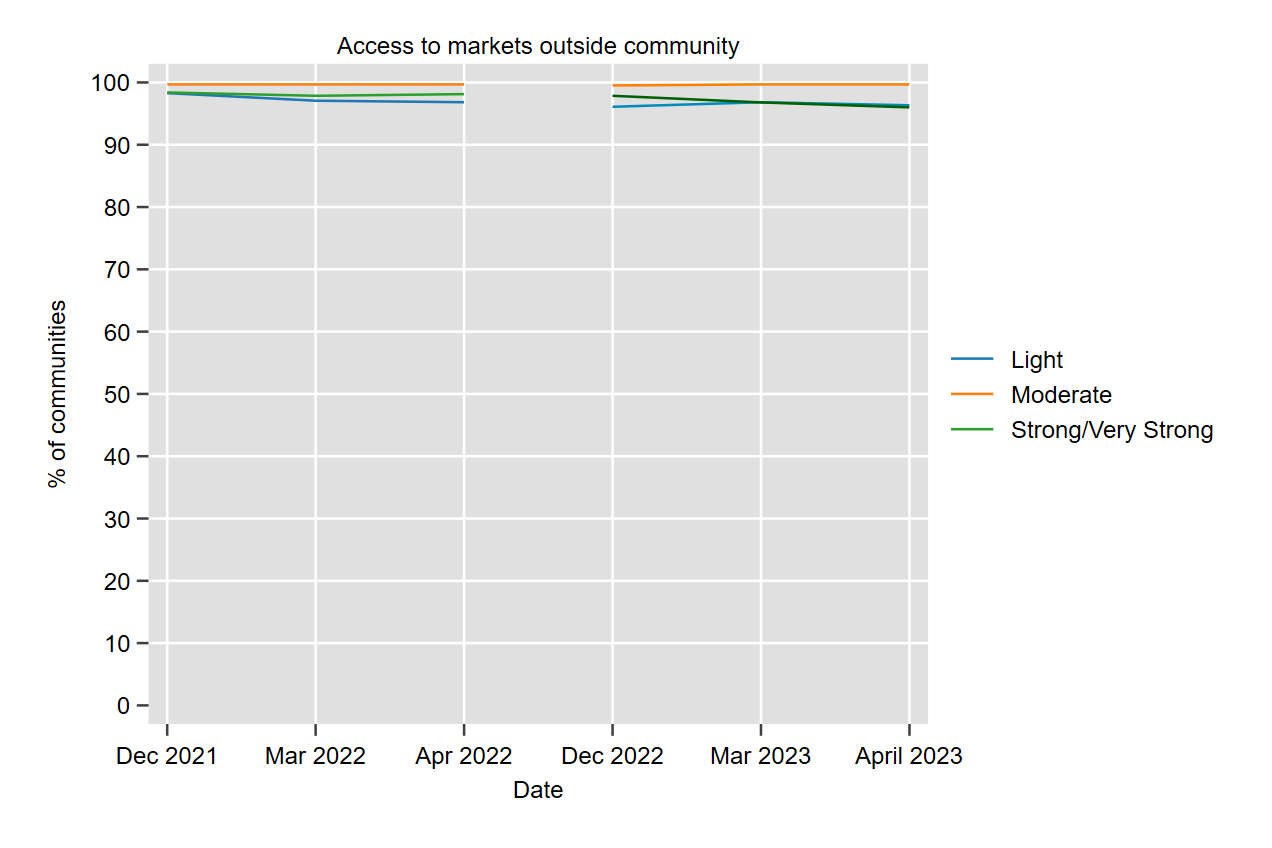 Access to markets outside community
100
90
80
70
60
50
40
30
20
10
0
% of communities
Dec 2021 Mar 2022 Apr 2022 Dec 2022 Mar 2023 April 2023
Date
Light
Moderate
Strong/Very Strong